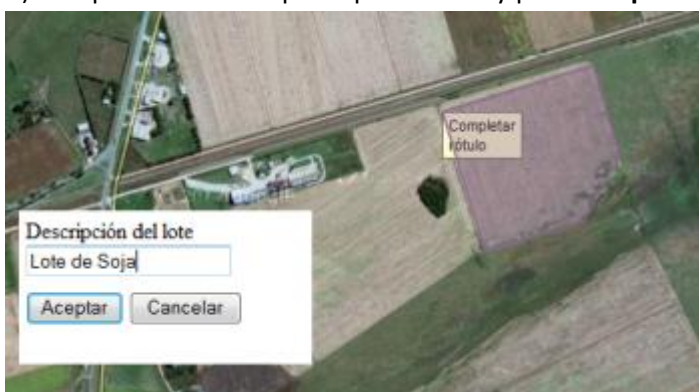 Completar
rótulo
Descripción del lote
Lote de Soja
Aceptar
Cancelar